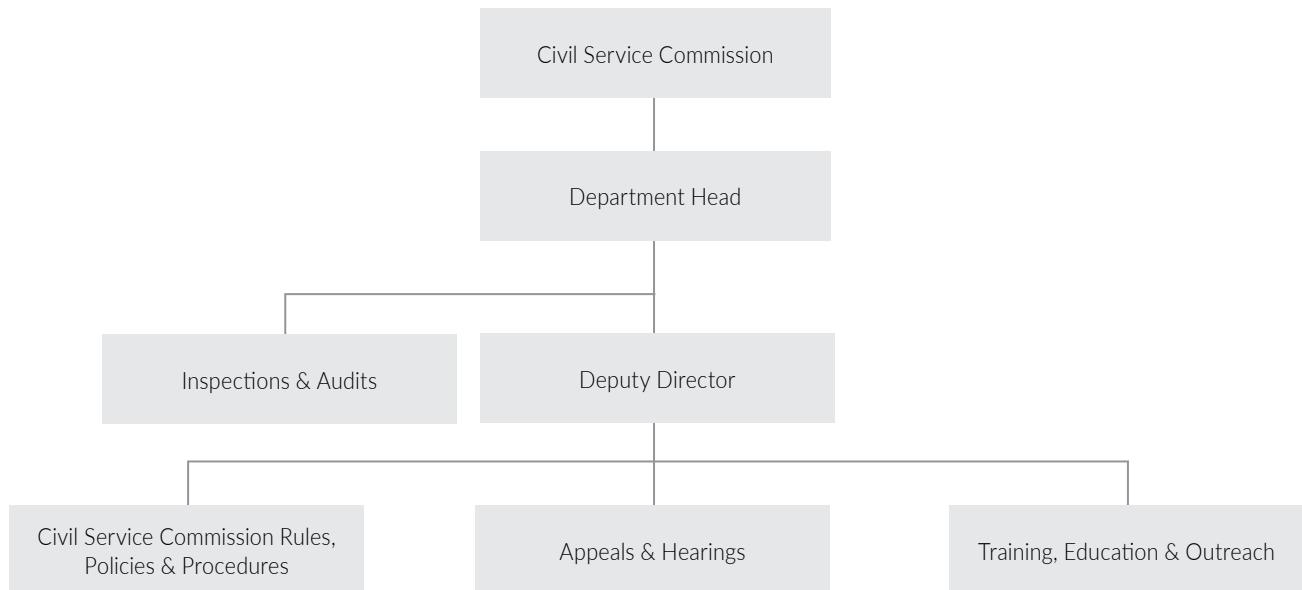 Civil Service Commission
Department Head
Inspections & Audits
Deputy Director
Civil Service Commission Rules,
Policies & Procedures
Appeals & Hearings
Training, Education & Outreach